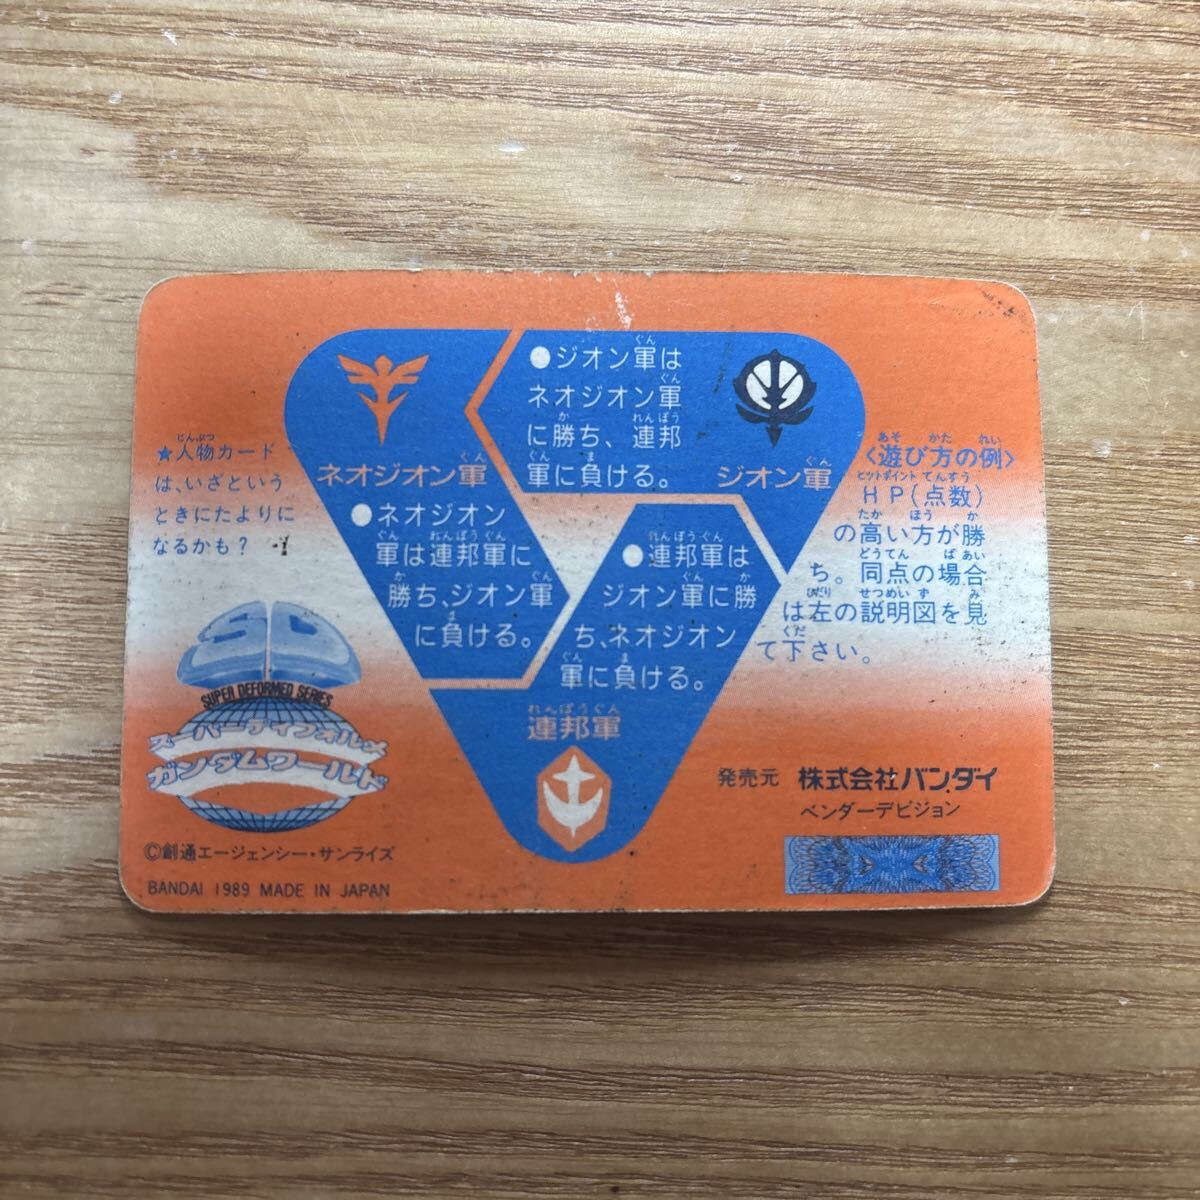 ●ジオン軍は
ネオジオン軍
に勝ち、連邦
軍に負ける。
ネオジオン軍
ジオン軍
●ネオジオン
軍は連邦軍に
勝ち、ジオン軍
に負ける。
●連邦軍は
ジオン軍に勝
ち、ネオジオン
軍に負ける。
連邦軍
★人物カード
は、いざという
ときにたよりに
なるかも?
<遊び方の例>
HP(点数)
の高い方が勝
ち。同点の場合
は左の説明図を見
て下さい。
SD
SUPER DEFORMED SERIES
スーパーディフォルメ
ガンダムワールド
©創通エージェンシー・サンライズ
BANDAI 1989 MADE IN JAPAN
発売元 株式会社バンダイ
ベンダーデビジョン